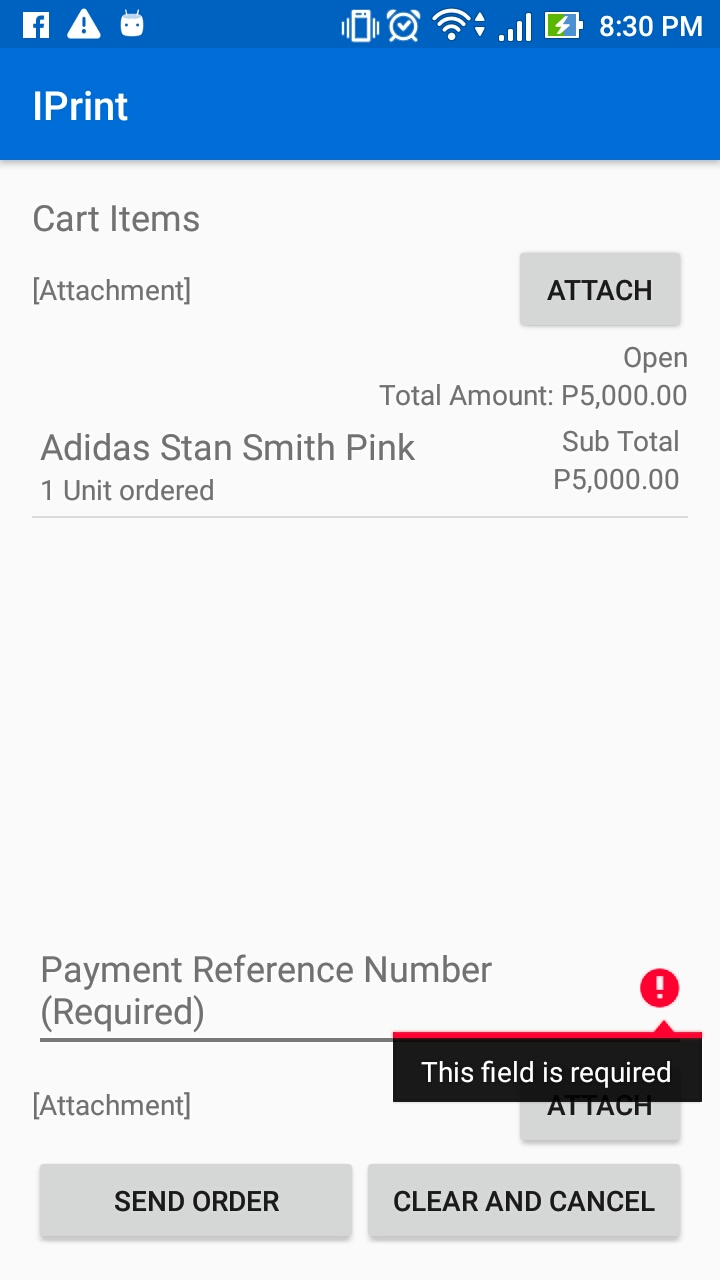 8:30 PM
IPrint
Cart Items
[Attachment]
ATTACH
Open
Total Amount: P5,000.00
Adidas Stan Smith Pink
Sub Total
1 Unit ordered
P5,000.00
Payment Reference Number
(Required)
This field is required
[Attachment]
ATTACH
SEND ORDER
CLEAR AND CANCEL